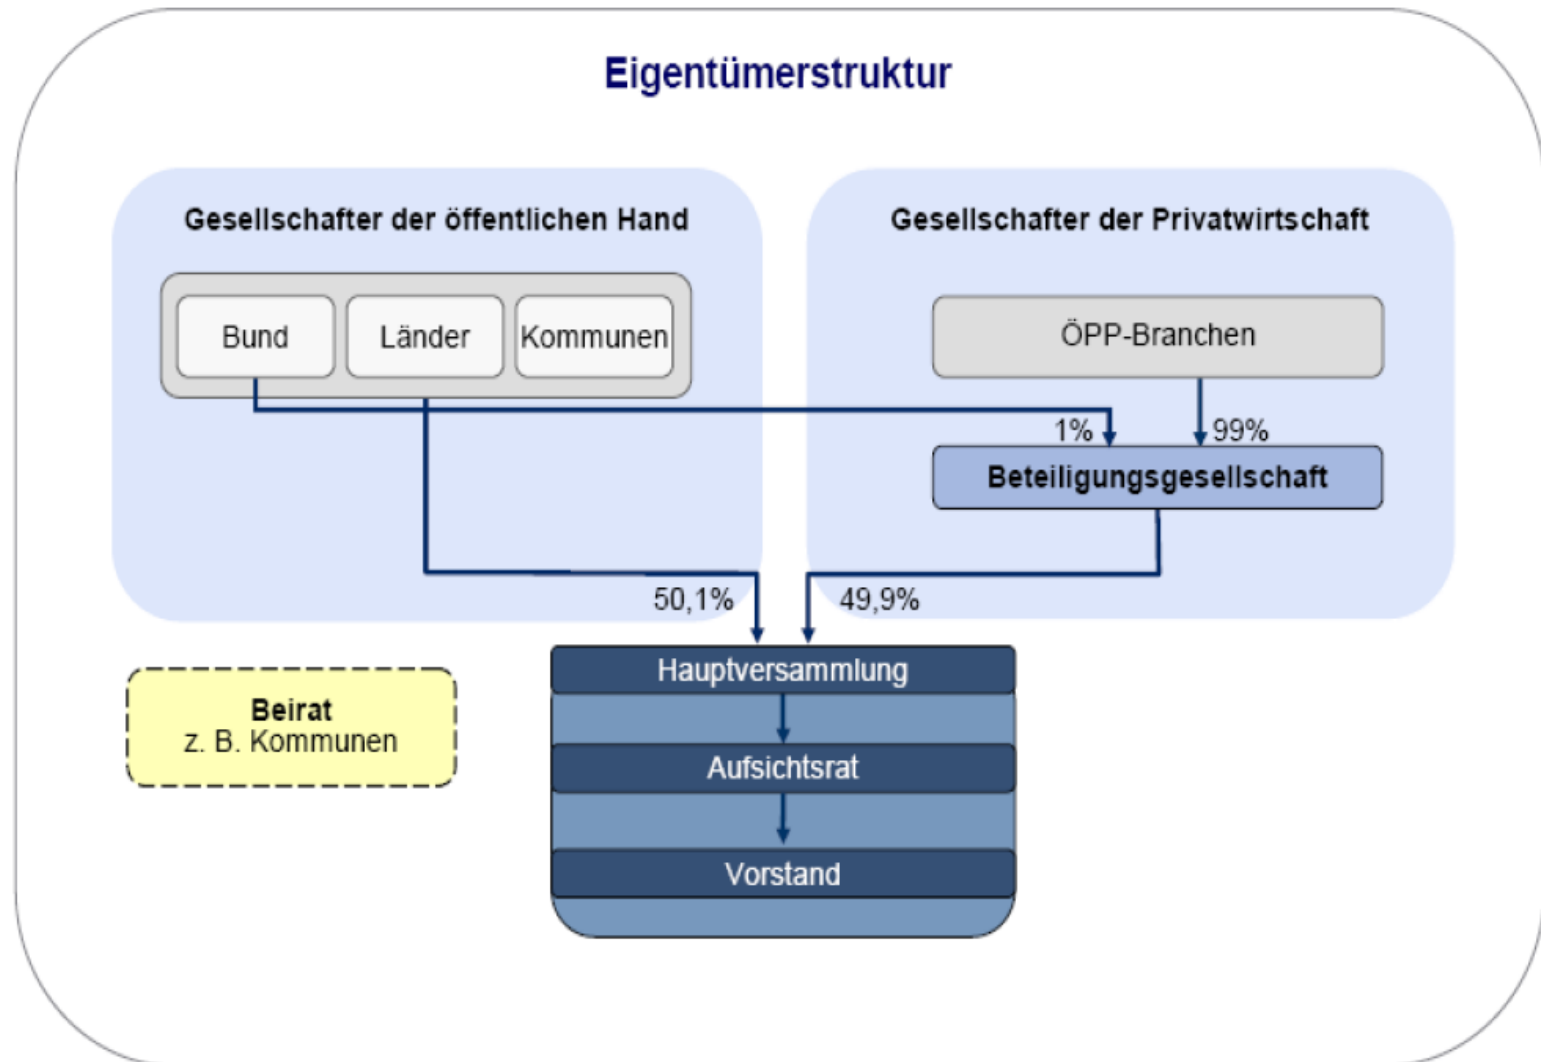 Eigentümerstruktur
Gesellschafter der öffentlichen Hand
Gesellschafter der Privatwirtschaft
Bund
Länder
Kommunen
ÖPP-Branchen
1%
99%
Beteiligungsgesellschaft
50,1%
49,9%
Hauptversammlung
Beirat
z. B. Kommunen
Aufsichtsrat
Vorstand